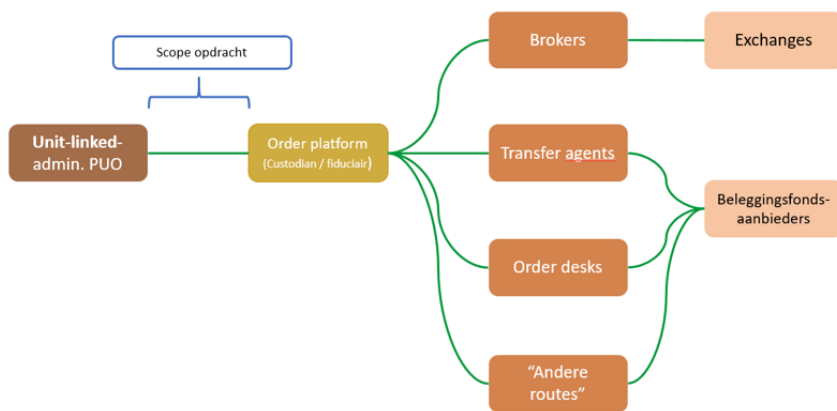 Scope opdracht
Unit-linked-
admin. PUO
Order platform
(Custodian / fiduciair)
Brokers
Exchanges
Transfer agents
Order desks
"Andere
routes"
Beleggingsfonds-
aanbieders